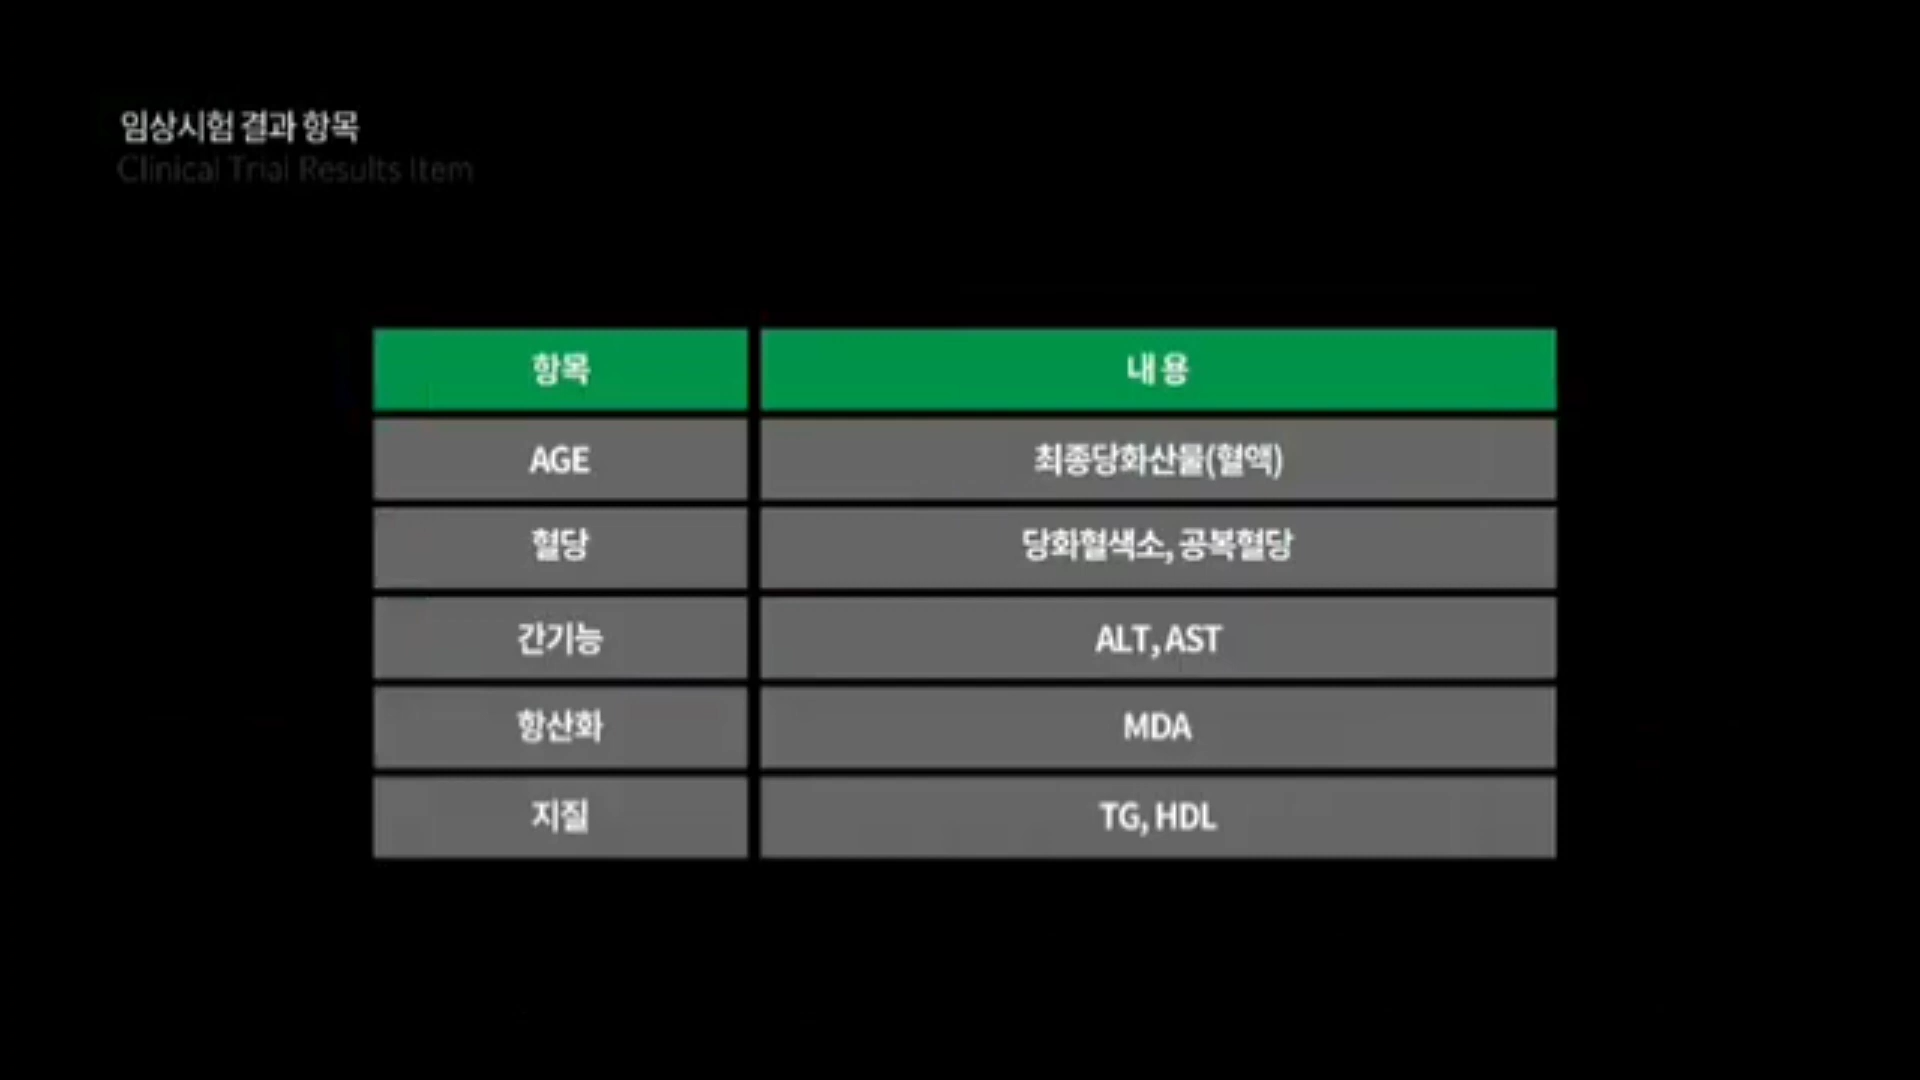 임상시험 결과 항목
Clinical Trial Results Item
항목 내용
AGE 최종당화산물(혈액)
혈당 당화혈색소, 공복혈당
간기능 ALT, AST
항산화 MDA
지질 TG, HDL